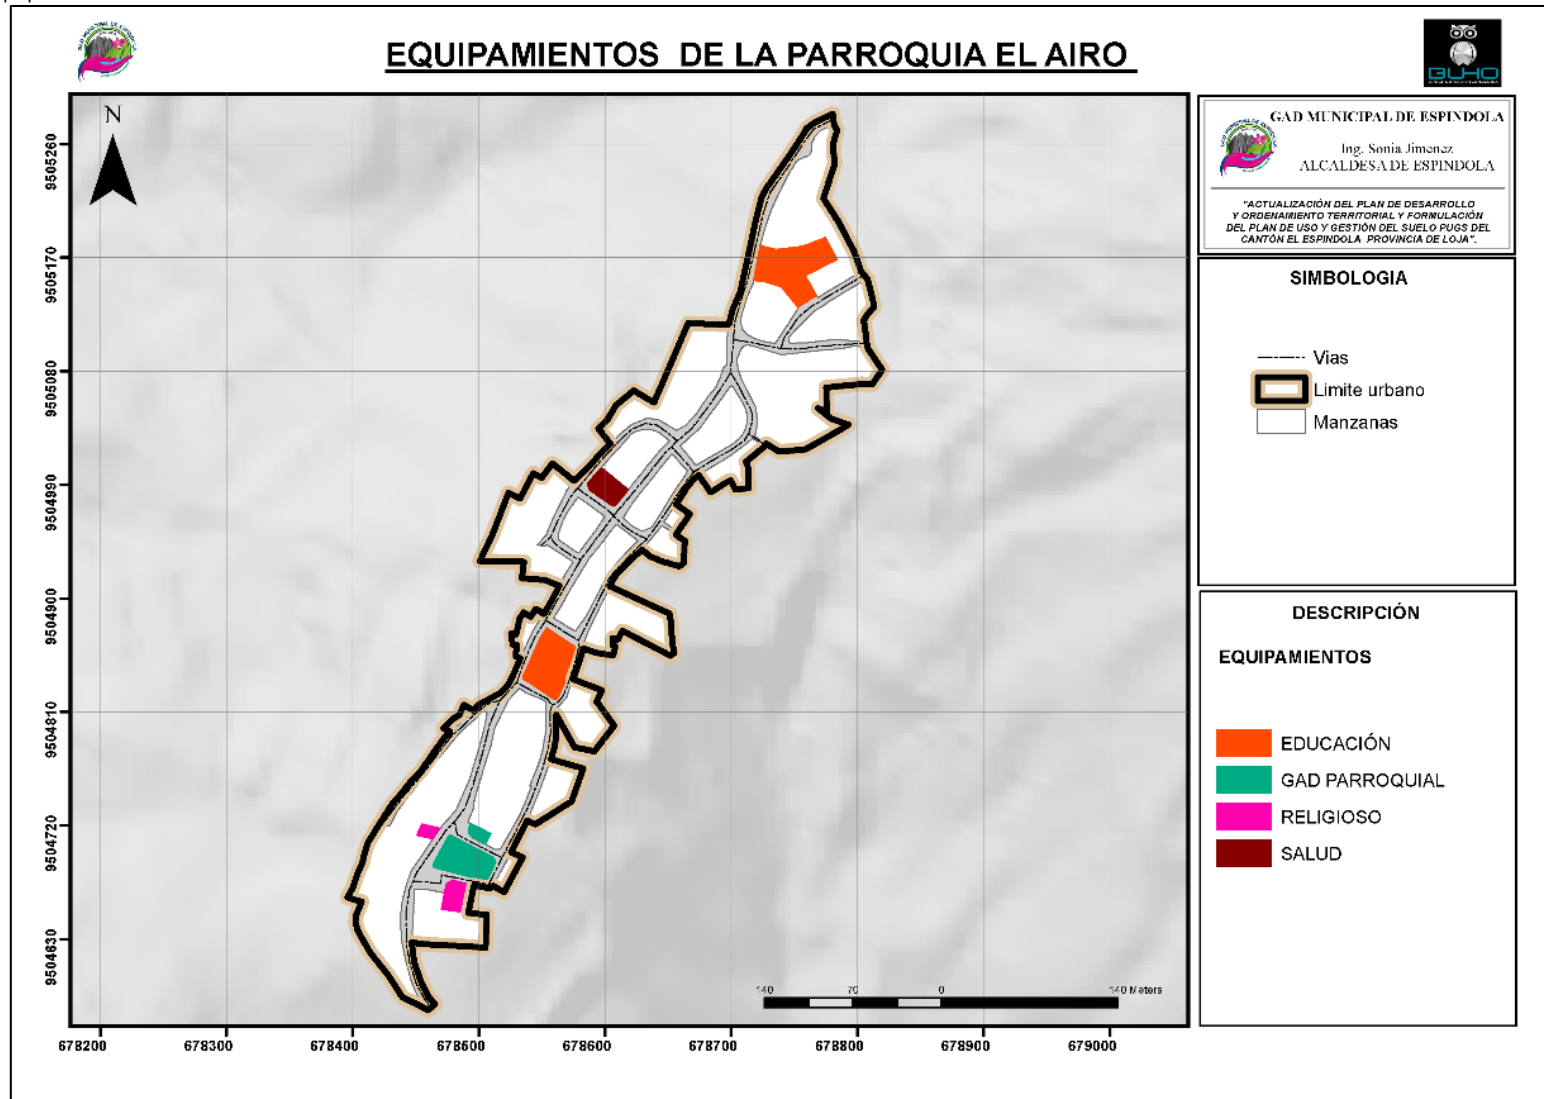 EQUIPAMIENTOS DE LA PARROQUIA EL AIRO
BUHO
N
9505260
9505170
9505080
9504990
9504900
9504810
9504720
9504630
678200
678300
678400
678500
678600
678700
678800
678900
679000
140
70
0
140 Meters
GAD MUNICIPAL DE ESPINDOLA
Ing. Sonia Jimenez
ALCALDESA DE ESPINDOLA
"ACTUALIZACIÓN DEL PLAN DE DESARROLLO
Y ORDENAMIENTO TERRITORIAL Y FORMULACIÓN
DEL PLAN DE USO Y GESTIÓN DEL SUELO PUGS DEL
CANTÓN EL ESPINDOLA PROVINCIA DE LOJA".
SIMBOLOGIA
Vias
Limite urbano
Manzanas
DESCRIPCIÓN
EQUIPAMIENTOS
EDUCACIÓN
GAD PARROQUIAL
RELIGIOSO
SALUD